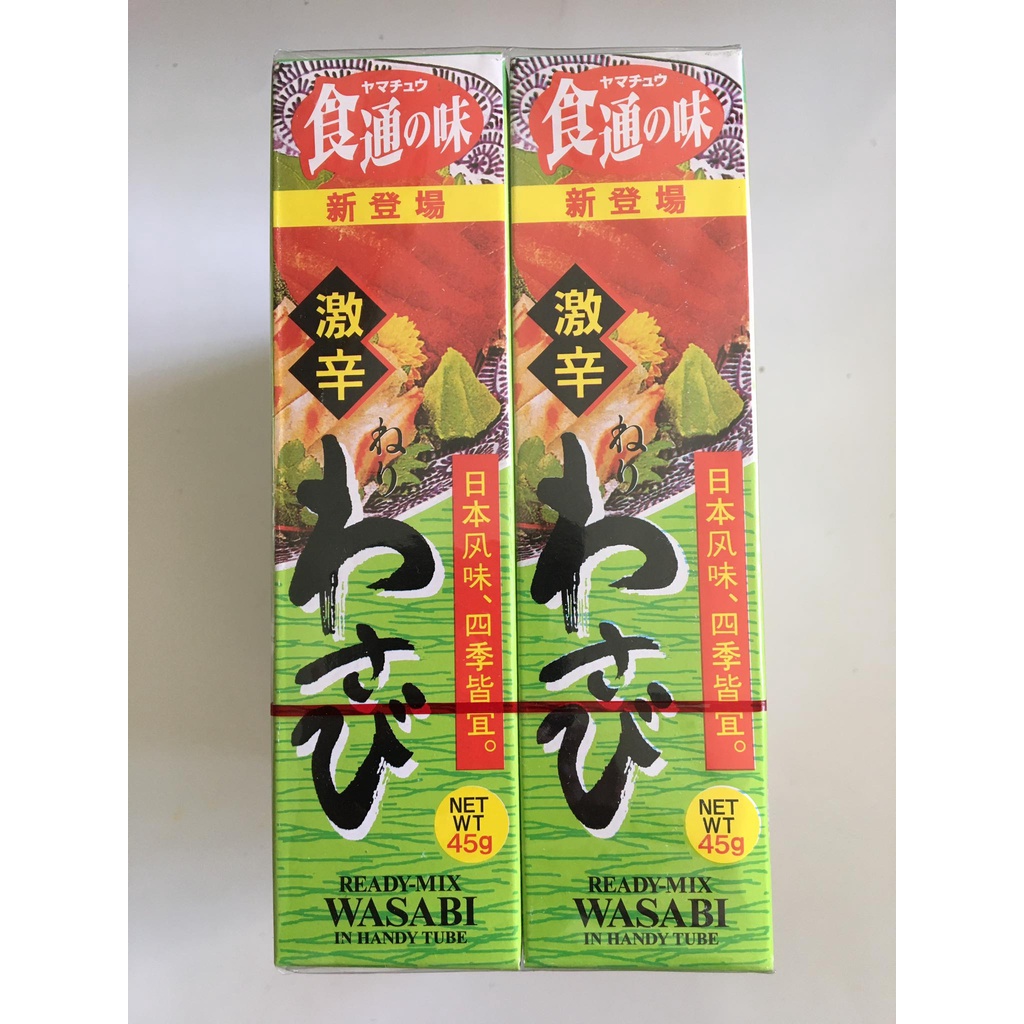 ヤマチュウ
食通の味
新登場
激辛
ねり
わさび
日本风味、四季皆宜。
NET
WT
45g
READY-MIX
WASABI
IN HANDY TUBE
ヤマチュウ
食通の味
新登場
激辛
ねり
わさび
日本风味、四季皆宜。
NET
WT
45g
READY-MIX
WASABI
IN HANDY TUBE